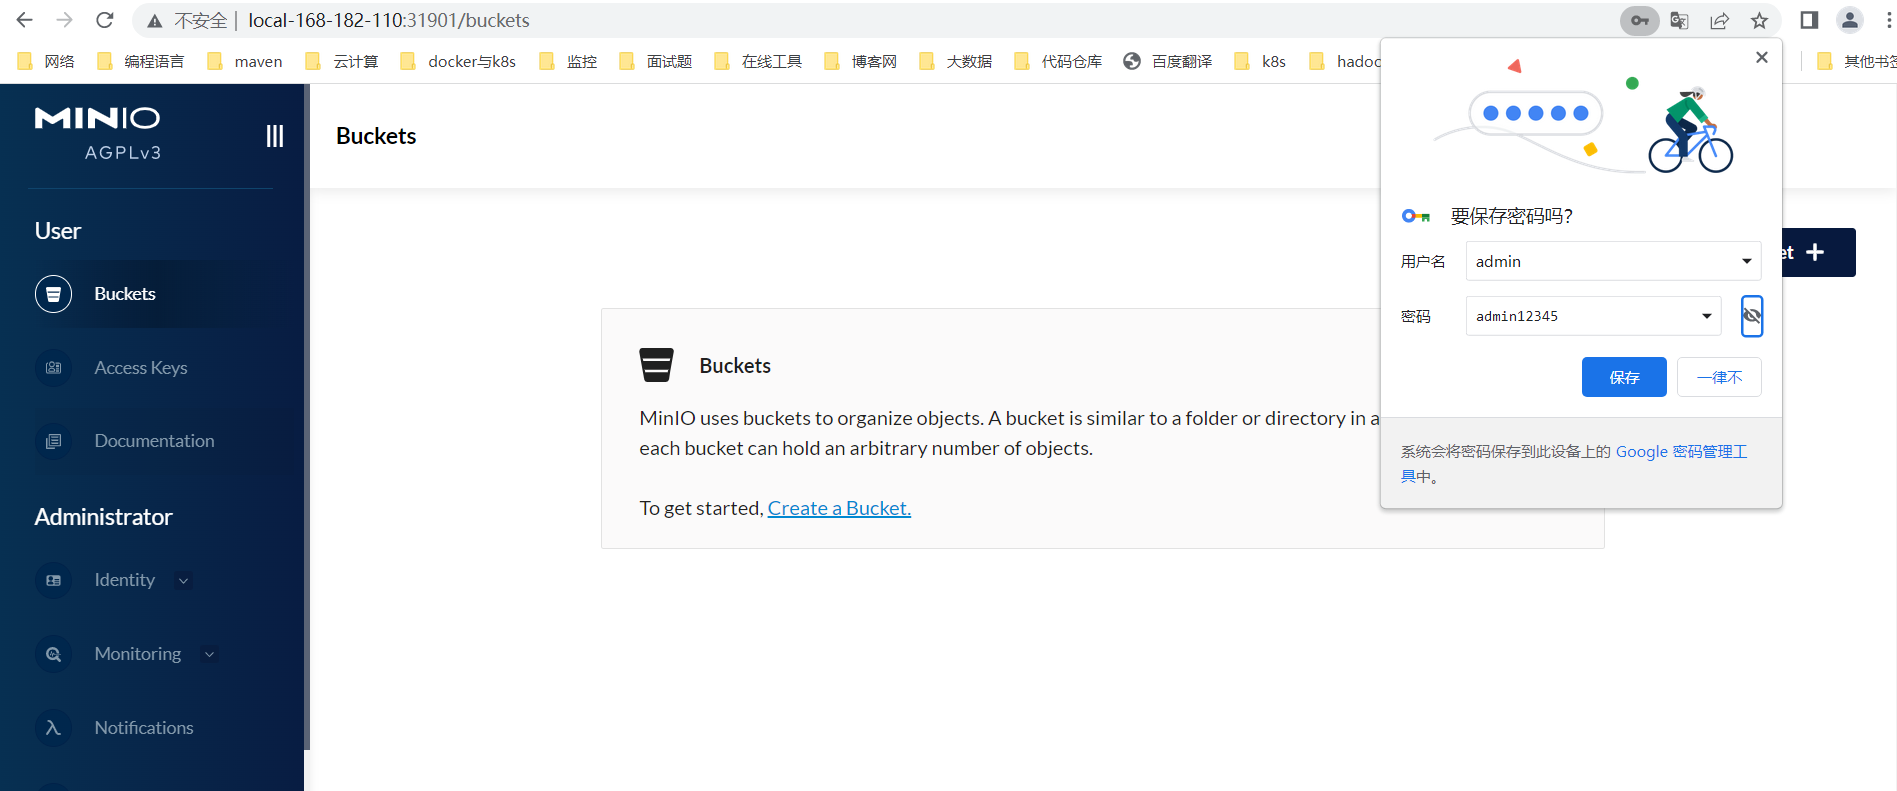 不安全 | local-168-182-110:31901/buckets
网络 编程语言 maven 云计算 docker与k8s 监控 面试题 在线工具 博客网 大数据 代码仓库 百度翻译 k8s hadoo 其他书签
MINIO
AGPLv3
Buckets
User
Buckets
Access Keys
Documentation
Administrator
Identity
Monitoring
Notifications
et +
Buckets
MinIO uses buckets to organize objects. A bucket is similar to a folder or directory in a
each bucket can hold an arbitrary number of objects.
To get started, Create a Bucket.
要保存密码吗?
用户名 admin
密码 admin12345
保存 一律不
系统会将密码保存到此设备上的 Google 密码管理工
具中。